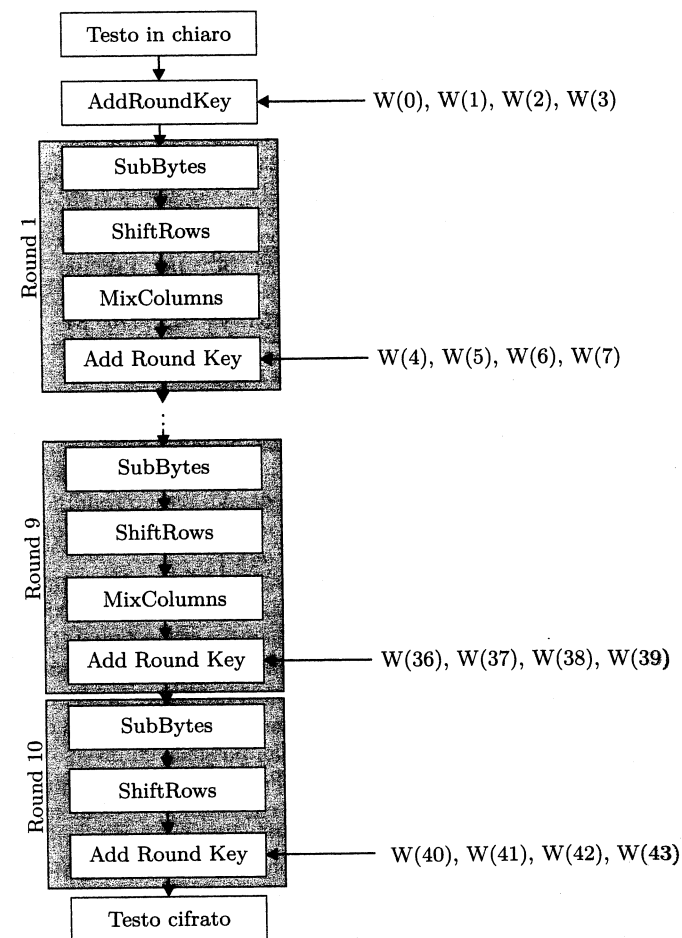 Testo in chiaro
AddRoundKey
W(0), W(1), W(2), W(3)
Round 1
SubBytes
ShiftRows
MixColumns
Add Round Key
W(4), W(5), W(6), W(7)
Round 9
SubBytes
ShiftRows
MixColumns
Add Round Key
W(36), W(37), W(38), W(39)
Round 10
SubBytes
ShiftRows
Add Round Key
W(40), W(41), W(42), W(43)
Testo cifrato